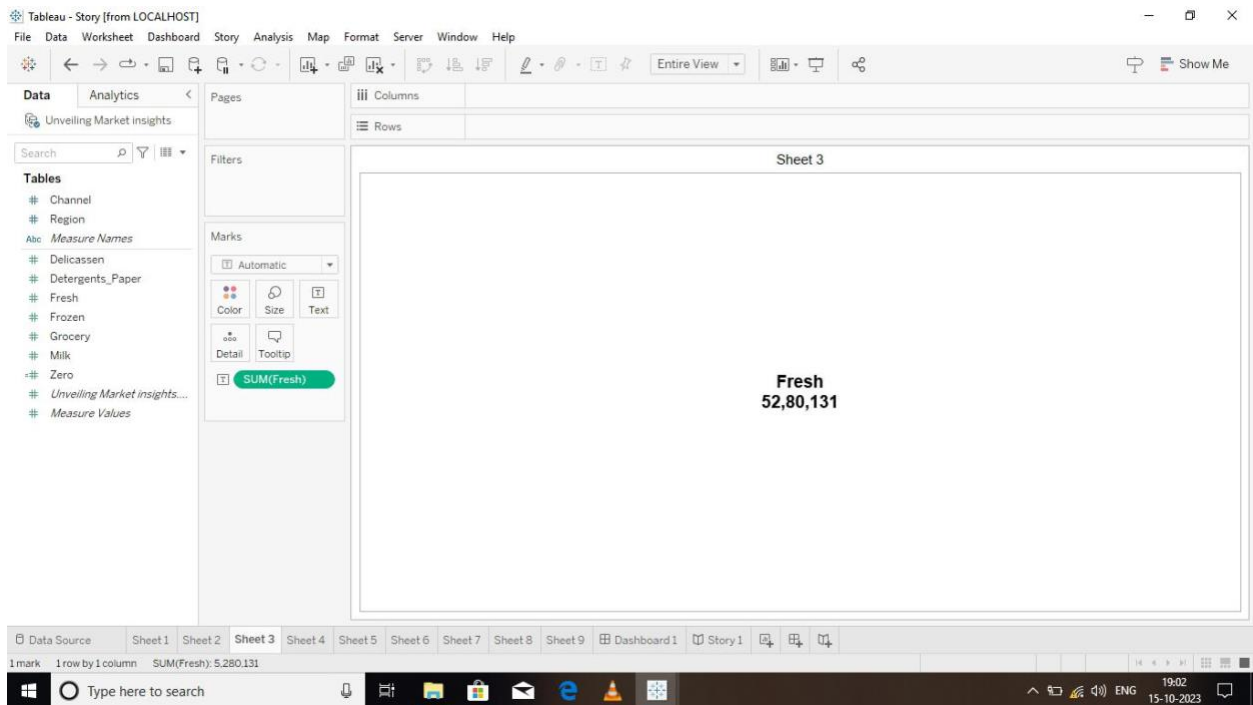 Tableau - Story [from LOCALHOST]
File Data Worksheet Dashboard Story Analysis Map Format Server Window Help
Entire View
Show Me
Data Analytics
Unveiling Market insights
Search
Tables
# Channel
# Region
Abc Measure Names
# Delicassen
# Detergents_Paper
# Fresh
# Frozen
# Grocery
# Milk
=# Zero
# Unveiling Market insights....
# Measure Values
Pages
Filters
Marks
T Automatic
Color Size Text
Detail Tooltip
T SUM(Fresh)
iii Columns
Rows
Sheet 3
Fresh
52,80,131
Data Source Sheet 1 Sheet 2 Sheet 3 Sheet 4 Sheet 5 Sheet 6 Sheet 7 Sheet 8 Sheet 9 Dashboard 1 Story 1
1 mark 1 row by 1 column SUM(Fresh): 5,280,131
Type here to search
ENG
19:02
15-10-2023